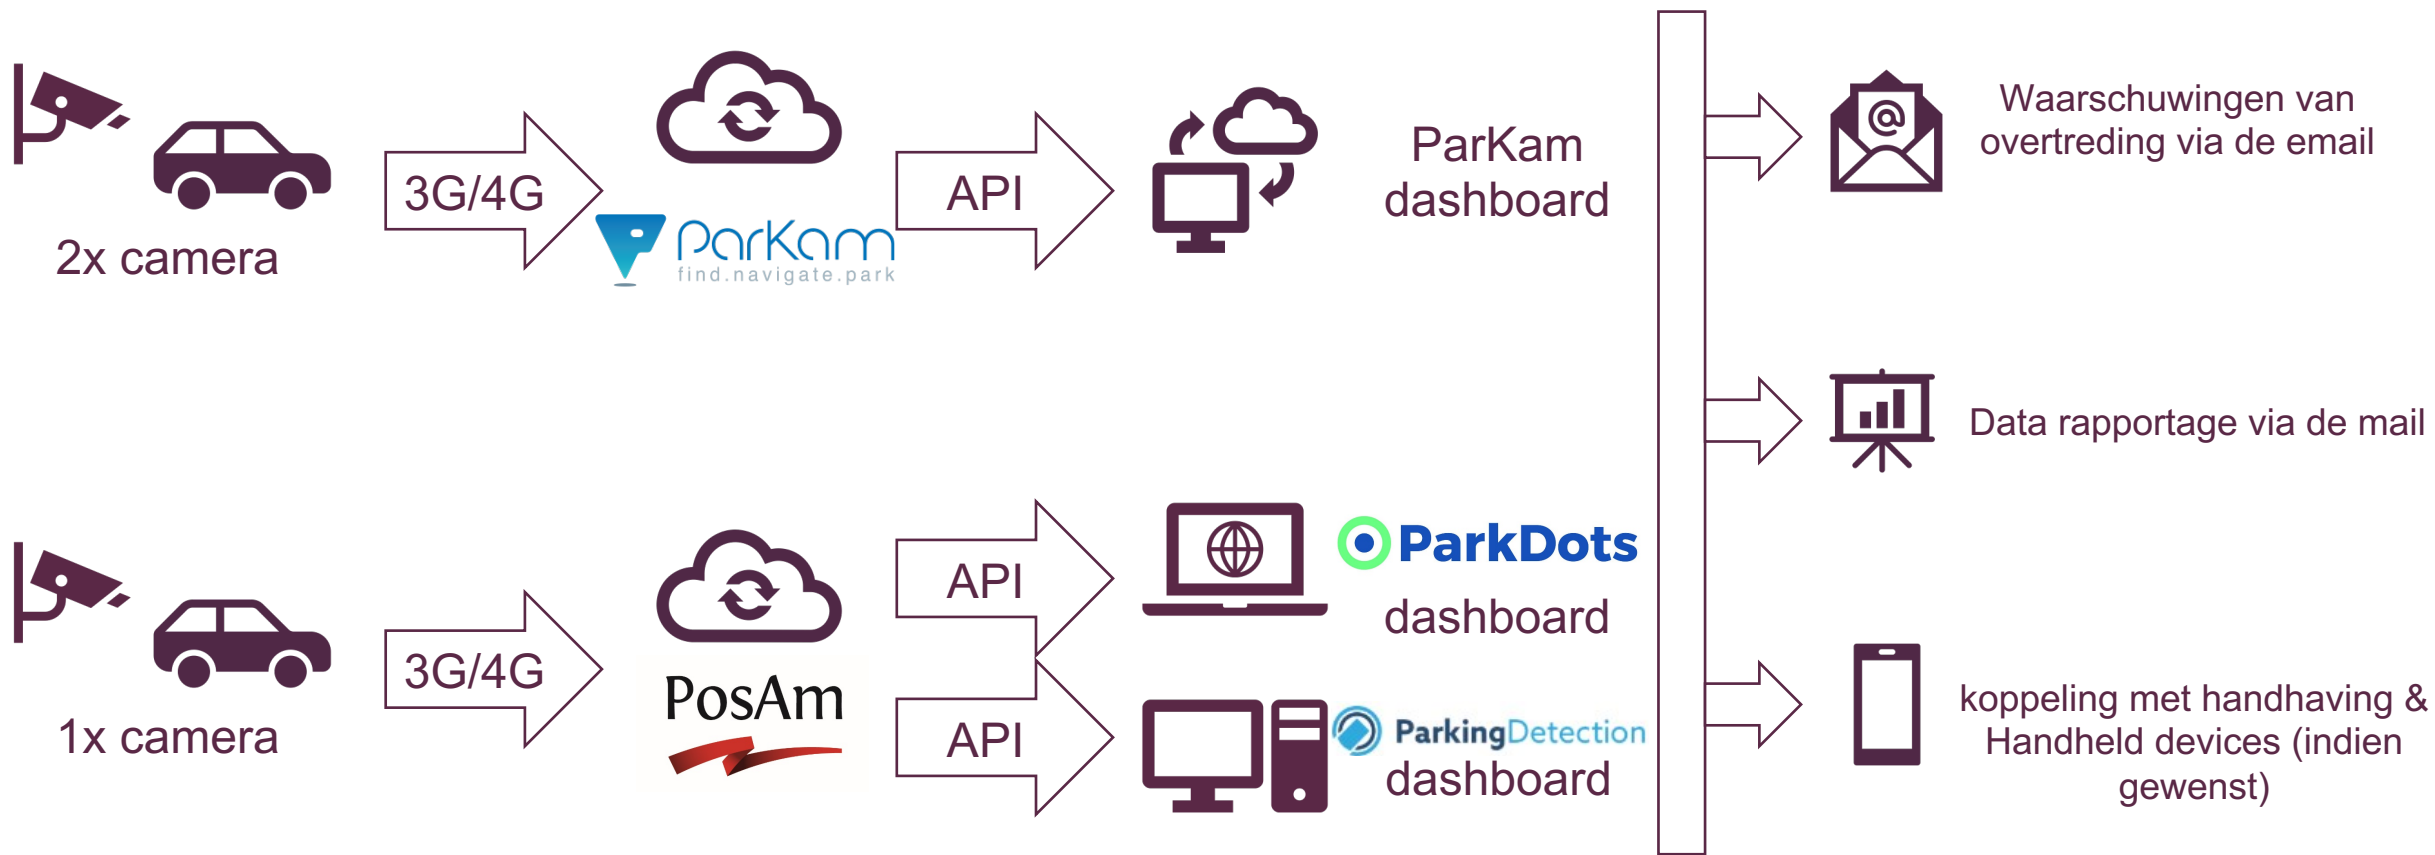 2x camera
3G/4G
ParKam
find.navigate.park
API
ParKam
dashboard
@
Waarschuwingen van
overtreding via de email
Data rapportage via de mail
1x camera
3G/4G
PosAm
API
ParkDots
dashboard
API
ParkingDetection
dashboard
koppeling met handhaving &
Handheld devices (indien
gewenst)